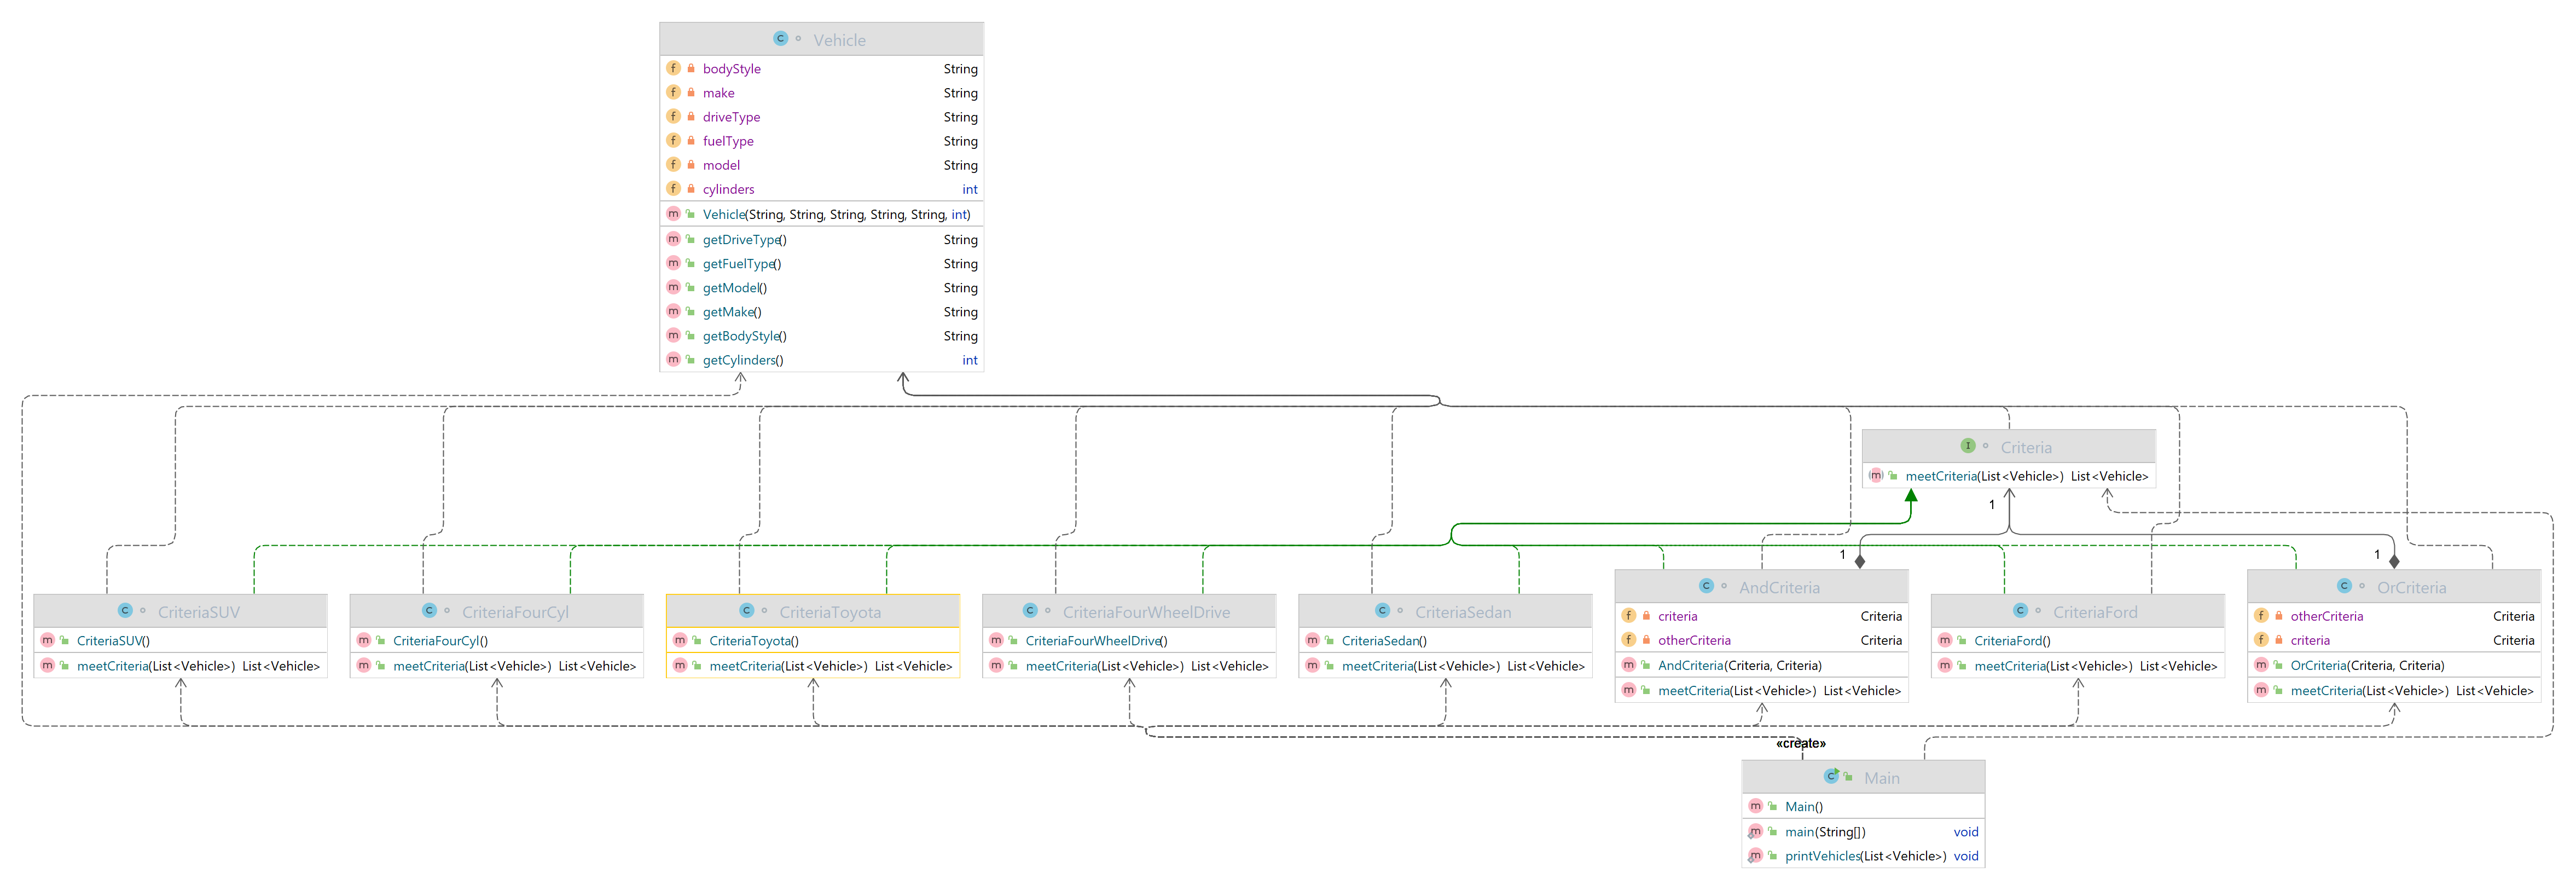 Vehicle
bodyStyle String
make String
driveType String
fuelType String
model String
cylinders int
Vehicle(String, String, String, String, String, int)
getDriveType() String
getFuelType() String
getModel() String
getMake() String
getBodyStyle() String
getCylinders() int
Criteria
meetCriteria(List<Vehicle>) List<Vehicle>
1
1
1
CriteriaSUV
CriteriaSUV()
meetCriteria(List<Vehicle>) List<Vehicle>
CriteriaFourCyl
CriteriaFourCyl()
meetCriteria(List<Vehicle>) List<Vehicle>
CriteriaToyota
CriteriaToyota()
meetCriteria(List<Vehicle>) List<Vehicle>
CriteriaFourWheelDrive
CriteriaFourWheelDrive()
meetCriteria(List<Vehicle>) List<Vehicle>
CriteriaSedan
CriteriaSedan()
meetCriteria(List<Vehicle>) List<Vehicle>
AndCriteria
criteria Criteria
otherCriteria Criteria
AndCriteria(Criteria, Criteria)
meetCriteria(List<Vehicle>) List<Vehicle>
CriteriaFord
CriteriaFord()
meetCriteria(List<Vehicle>) List<Vehicle>
OrCriteria
otherCriteria Criteria
criteria Criteria
OrCriteria(Criteria, Criteria)
meetCriteria(List<Vehicle>) List<Vehicle>
«create»
Main
Main()
main(String[]) void
printVehicles(List<Vehicle>) void